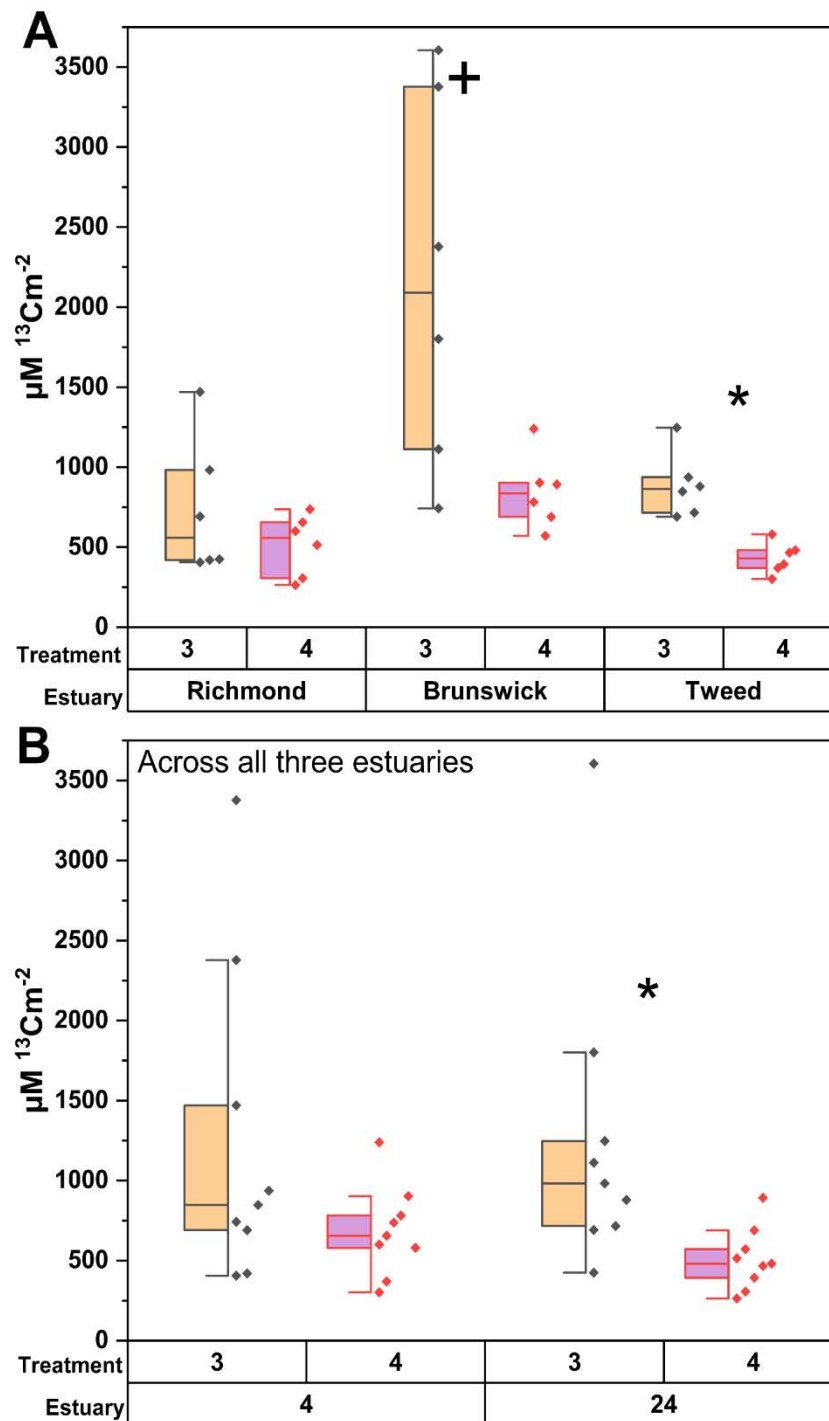 A
3500
+
3000
2500
2000
1500
*
1000
500
0
µM ¹³Cm⁻²
Treatment 3 4 3 4 3 4
Estuary Richmond Brunswick Tweed
B
Across all three estuaries
3500
3000
2500
2000
*
1500
1000
500
0
µM ¹³Cm⁻²
Treatment 3 4 3 4
Estuary 4 24